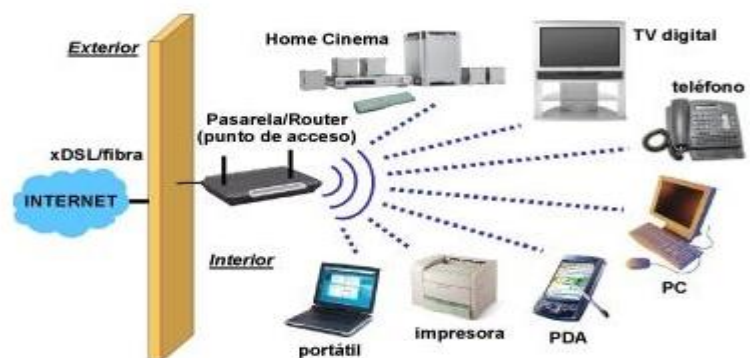 Exterior
Home Cinema
TV digital
Pasarela/Router
(punto de acceso)
teléfono
xDSL/fibra
INTERNET
Interior
PC
portátil
impresora
PDA